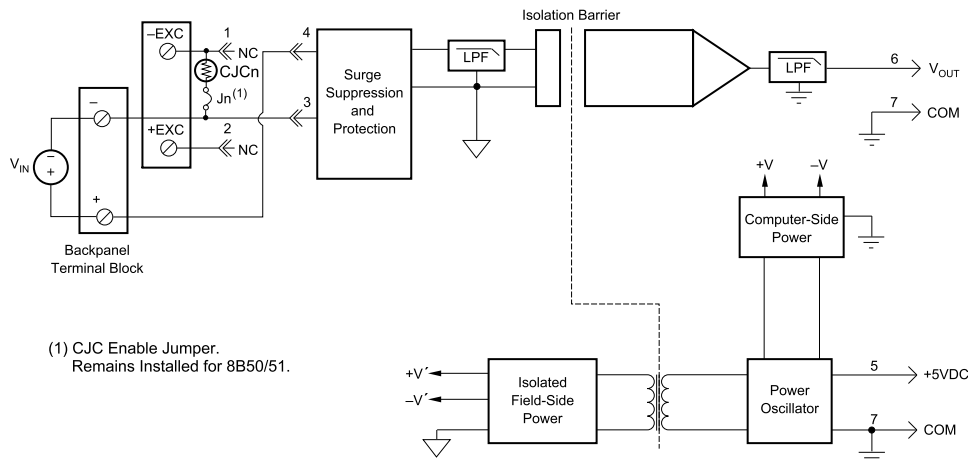 Isolation Barrier
–EXC
1
NC
CJCn
Jn(1)
4
3
+EXC
2
NC
–
VIN
–
+
+
Backpanel
Terminal Block
Surge
Suppression
and
Protection
LPF
LPF
6
VOUT
7
COM
+V
–V
Computer-Side
Power
(1) CJC Enable Jumper.
Remains Installed for 8B50/51.
+V´
–V´
Isolated
Field-Side
Power
Power
Oscillator
5
+5VDC
7
COM